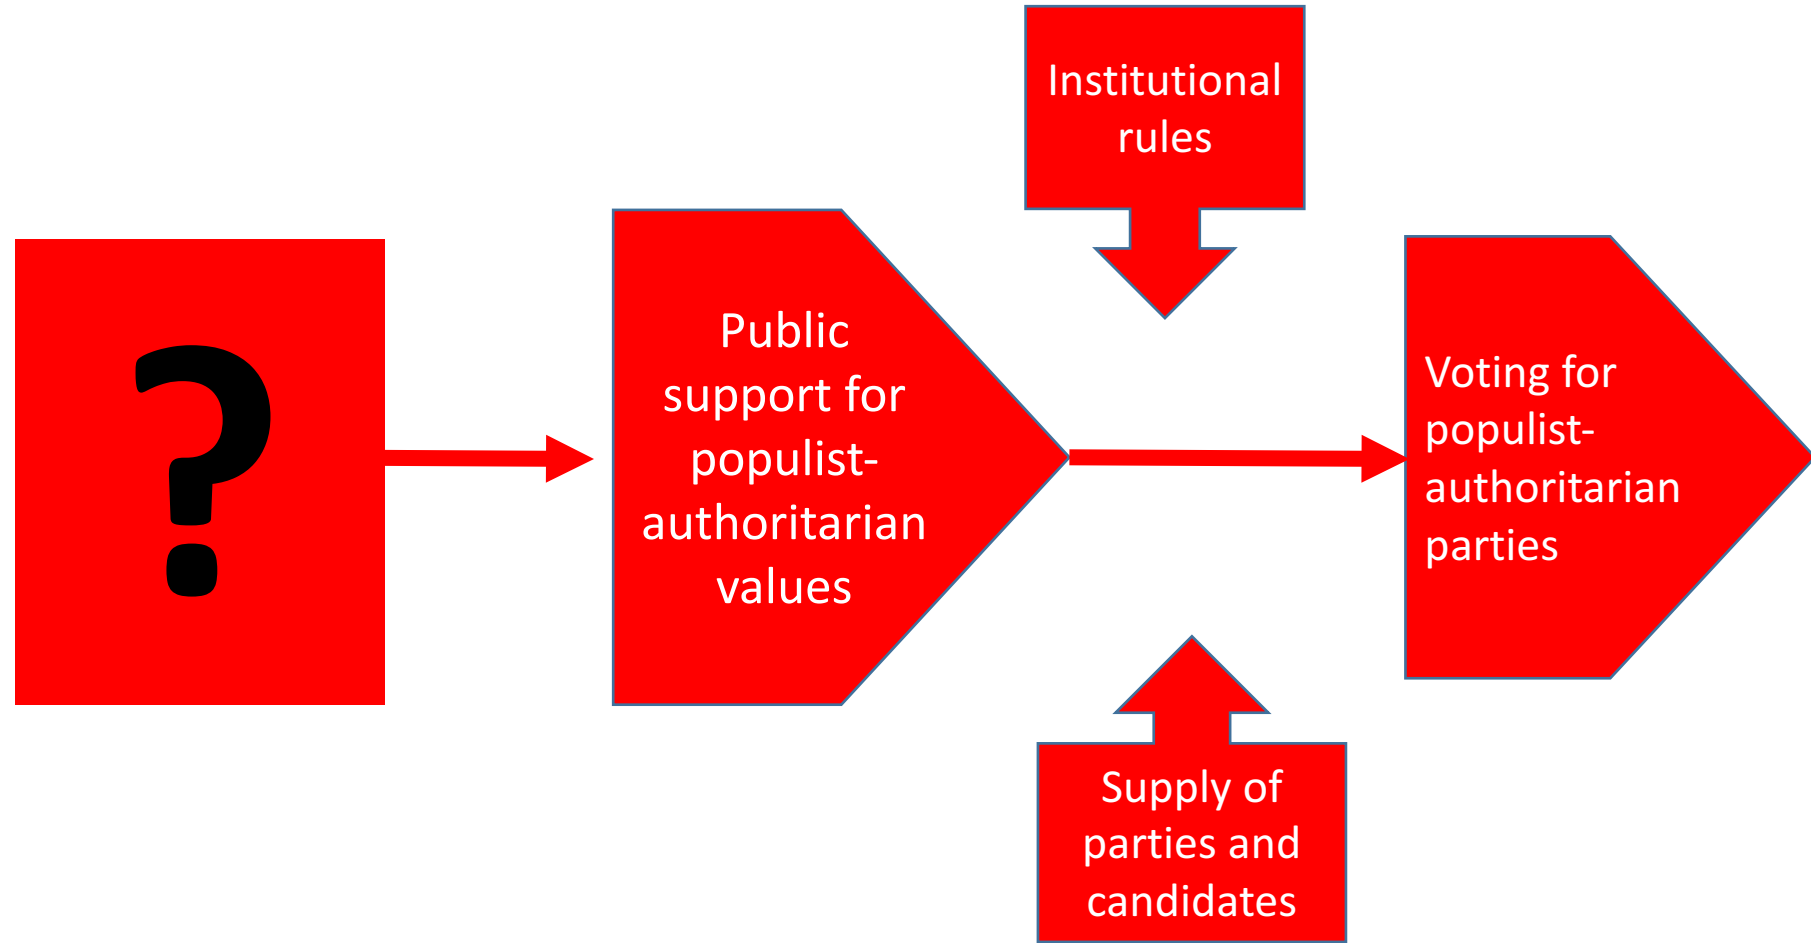 ?
Public
support for
populist-
authoritarian
values
Institutional
rules
Supply of
parties and
candidates
Voting for
populist-
authoritarian
parties